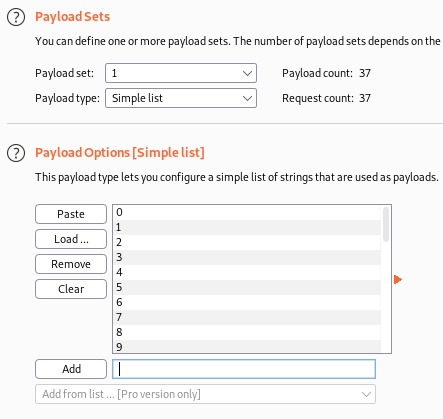 ? Payload Sets
You can define one or more payload sets. The number of payload sets depends on the
Payload set: 1 Payload count: 37
Payload type: Simple list Request count: 37
? Payload Options [Simple list]
This payload type lets you configure a simple list of strings that are used as payloads.
Paste
Load ...
Remove
Clear
0
1
2
3
4
5
6
7
8
9
Add
Add from list ... [Pro version only]